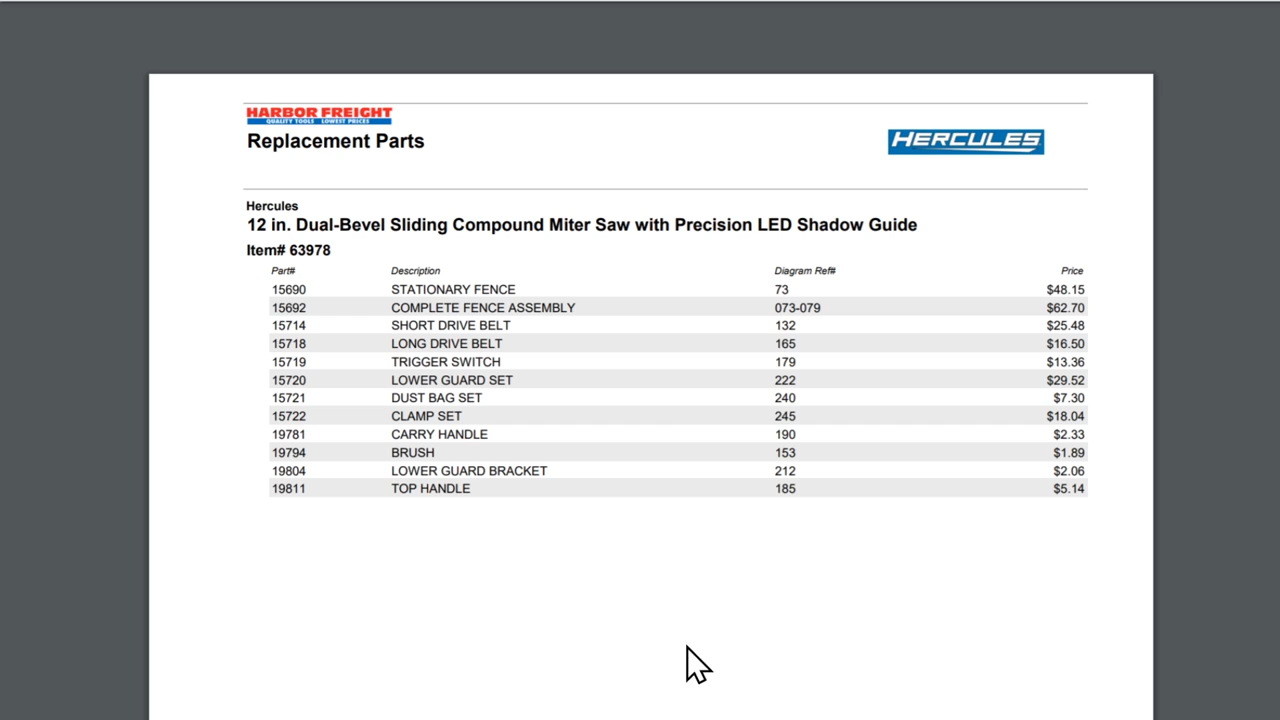 HARBOR FREIGHT
QUALITY TOOLS LOWEST PRICES
Replacement Parts
HERCULES
Hercules
12 in. Dual-Bevel Sliding Compound Miter Saw with Precision LED Shadow Guide
Item# 63978
Part# Description Diagram Ref# Price
15690 STATIONARY FENCE 73 $48.15
15692 COMPLETE FENCE ASSEMBLY 073-079 $62.70
15714 SHORT DRIVE BELT 132 $25.48
15718 LONG DRIVE BELT 165 $16.50
15719 TRIGGER SWITCH 179 $13.36
15720 LOWER GUARD SET 222 $29.52
15721 DUST BAG SET 240 $7.30
15722 CLAMP SET 245 $18.04
19781 CARRY HANDLE 190 $2.33
19794 BRUSH 153 $1.89
19804 LOWER GUARD BRACKET 212 $2.06
19811 TOP HANDLE 185 $5.14